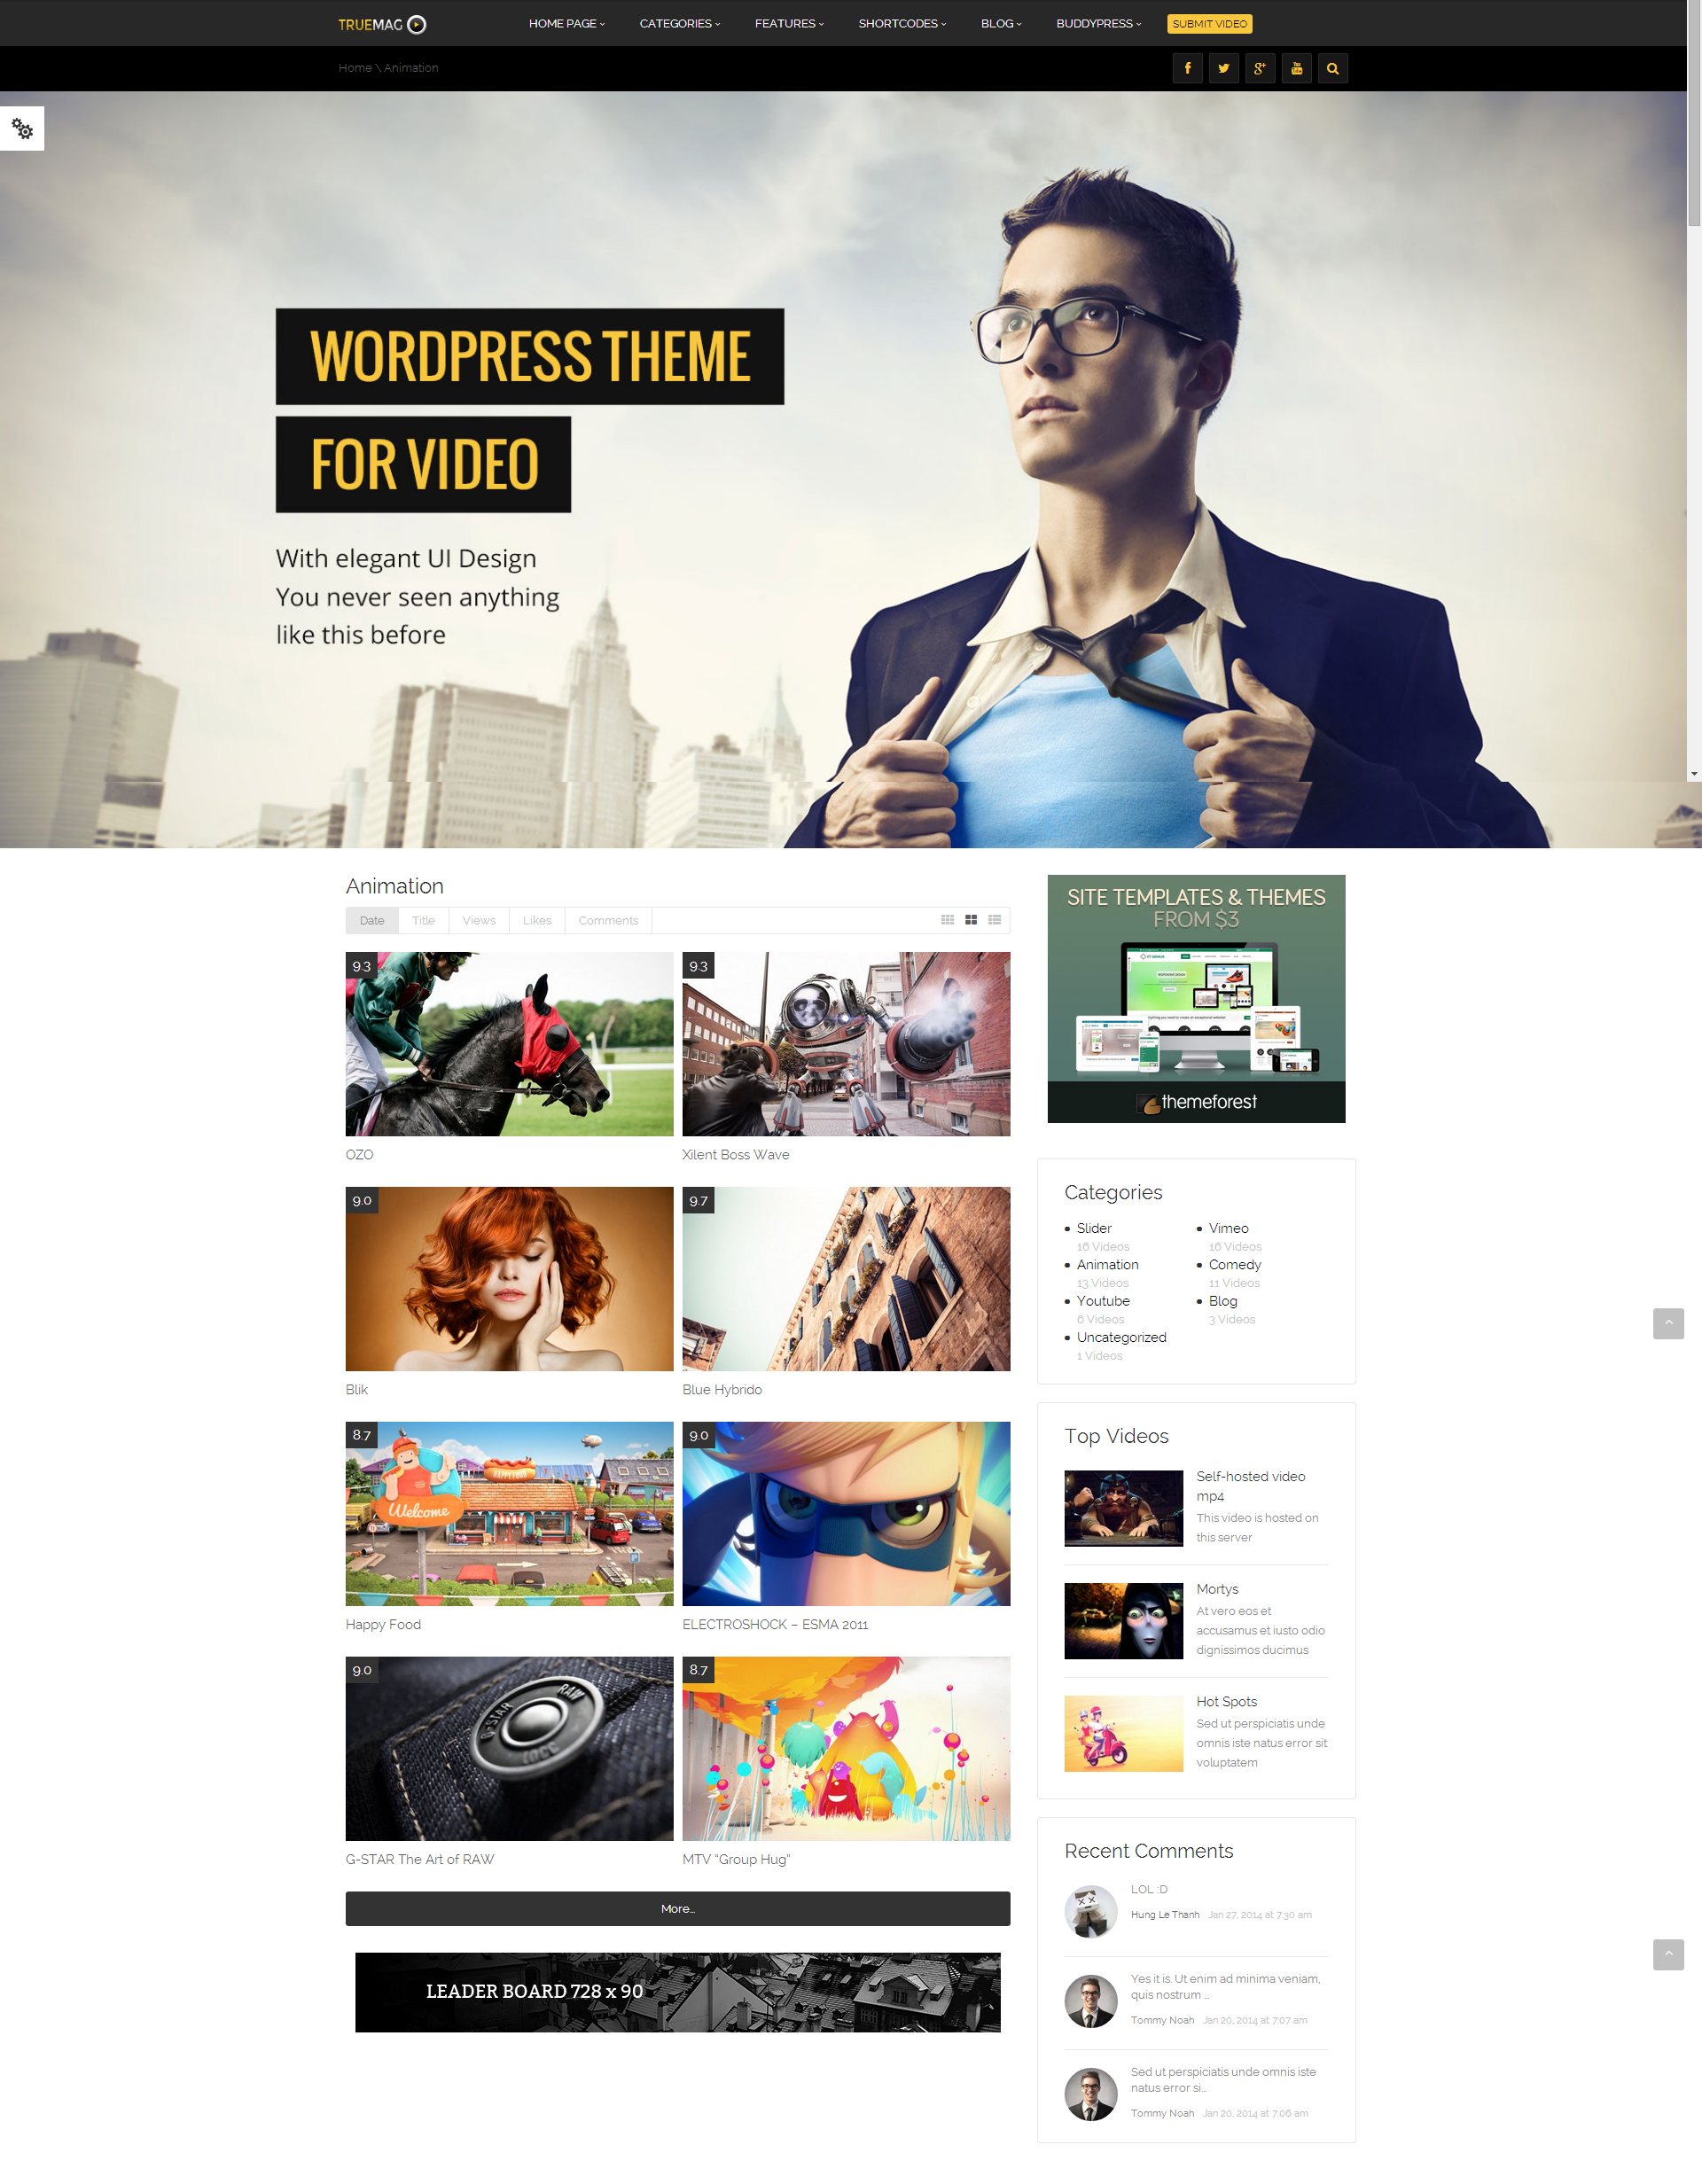 TRUEMAG
HOME PAGE
CATEGORIES
FEATURES
SHORTCODES
BLOG
BUDDYPRESS
SUBMIT VIDEO
Home \ Animation
WORDPRESS THEME
FOR VIDEO
With elegant UI Design
You never seen anything
like this before
Animation
Date
Title
Views
Likes
Comments
9.3
OZO
9.3
Xilent Boss Wave
9.0
Blik
9.7
Blue Hybrido
8.7
HAPPY FOOD
Welcome
Happy Food
9.0
ELECTROSHOCK – ESMA 2011
9.0
G-STAR RAW
G-STAR The Art of RAW
8.7
MTV “Group Hug”
More...
LEADER BOARD 728 x 90
SITE TEMPLATES & THEMES
FROM $3
themeforest
Categories
Slider
16 Videos
Vimeo
16 Videos
Animation
13 Videos
Comedy
11 Videos
Youtube
6 Videos
Blog
3 Videos
Uncategorized
1 Videos
Top Videos
Self-hosted video
mp4
This video is hosted on
this server
Mortys
At vero eos et
accusamus et iusto odio
dignissimos ducimus
Hot Spots
Sed ut perspiciatis unde
omnis iste natus error sit
voluptatem
Recent Comments
LOL :D
Hung Le Thanh Jan 27, 2014 at 7:30 am
Yes it is. Ut enim ad minima veniam,
quis nostrum ...
Tommy Noah Jan 20, 2014 at 7:07 am
Sed ut perspiciatis unde omnis iste
natus error si...
Tommy Noah Jan 20, 2014 at 7:06 am